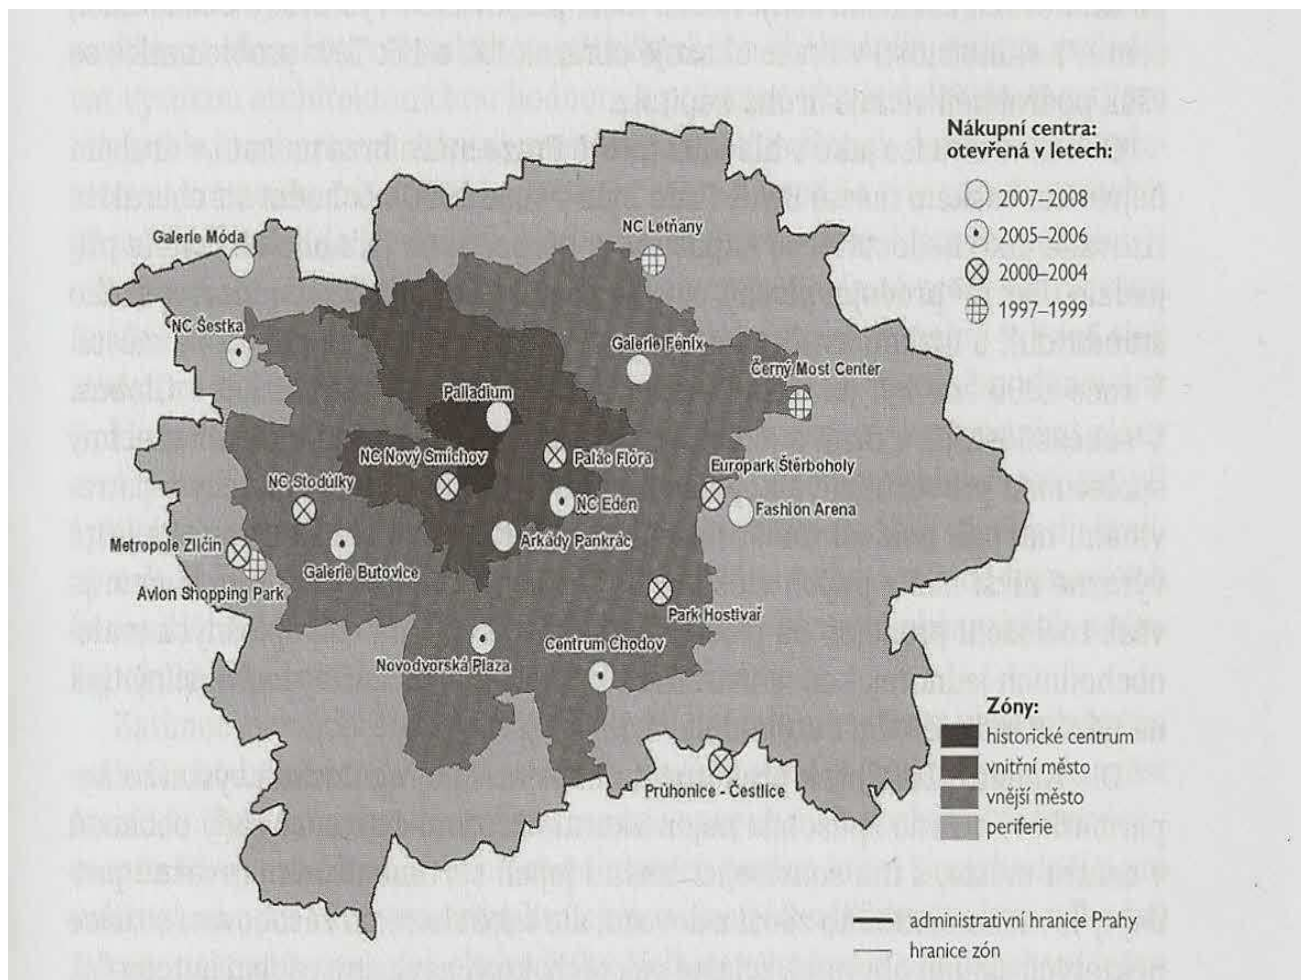 Nákupní centra:
otevřená v letech:
2007–2008
2005–2006
2000–2004
1997–1999
Galerie Móda
NC Letňany
NC Šestka
Galerie Fénix
Černý Most Center
Palladium
NC Nový Smíchov
Palác Flóra
Europark Štěrboholy
NC Stodůlky
NC Eden
Fashion Arena
Metropole Zličín
Arkády Pankrác
Galerie Butovice
Avion Shopping Park
Park Hostivař
Novodvorská Plaza
Centrum Chodov
Průhonice - Čestlice
Zóny:
historické centrum
vnitřní město
vnější město
periferie
administrativní hranice Prahy
hranice zón